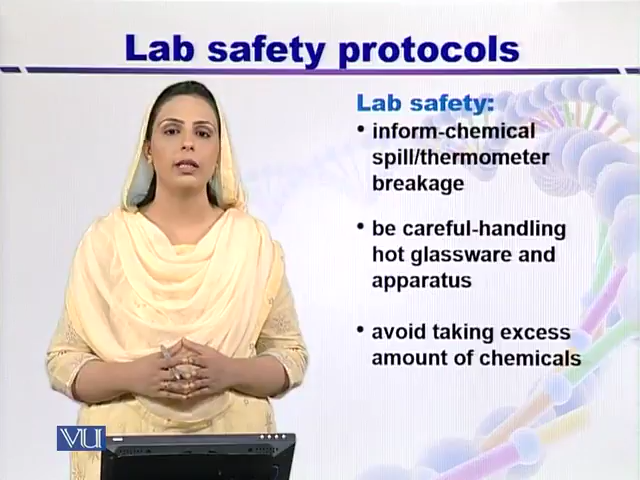 Lab safety protocols
Lab safety:
• inform-chemical
spill/thermometer
breakage
• be careful-handling
hot glassware and
apparatus
• avoid taking excess
amount of chemicals
VU